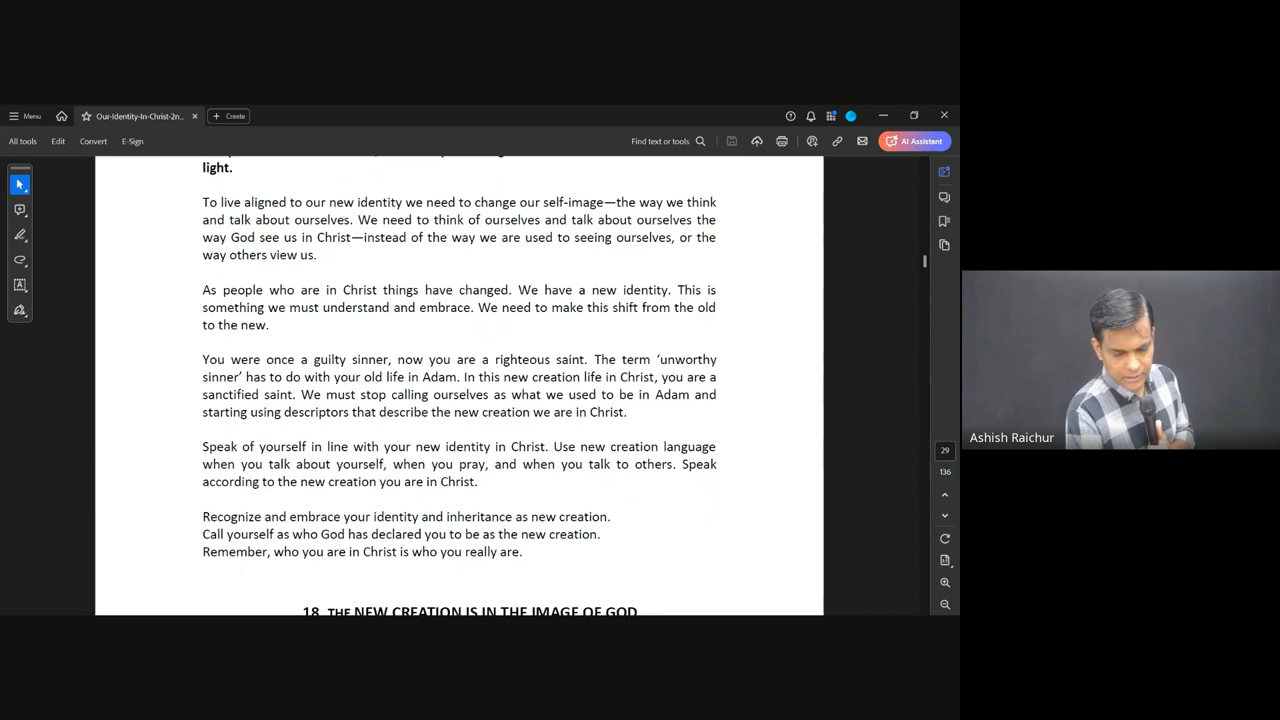 Menu
Our-Identity-In-Christ-2n...
Create
All tools
Edit
Convert
E-Sign
Find text or tools
AI Assistant
light.
To live aligned to our new identity we need to change our self-image—the way we think
and talk about ourselves. We need to think of ourselves and talk about ourselves the
way God see us in Christ—instead of the way we are used to seeing ourselves, or the
way others view us.
As people who are in Christ things have changed. We have a new identity. This is
something we must understand and embrace. We need to make this shift from the old
to the new.
You were once a guilty sinner, now you are a righteous saint. The term ‘unworthy
sinner’ has to do with your old life in Adam. In this new creation life in Christ, you are a
sanctified saint. We must stop calling ourselves as what we used to be in Adam and
starting using descriptors that describe the new creation we are in Christ.
Speak of yourself in line with your new identity in Christ. Use new creation language
when you talk about yourself, when you pray, and when you talk to others. Speak
according to the new creation you are in Christ.
Recognize and embrace your identity and inheritance as new creation.
Call yourself as who God has declared you to be as the new creation.
Remember, who you are in Christ is who you really are.
18. THE NEW CREATION IS IN THE IMAGE OF GOD
29
136
Ashish Raichur